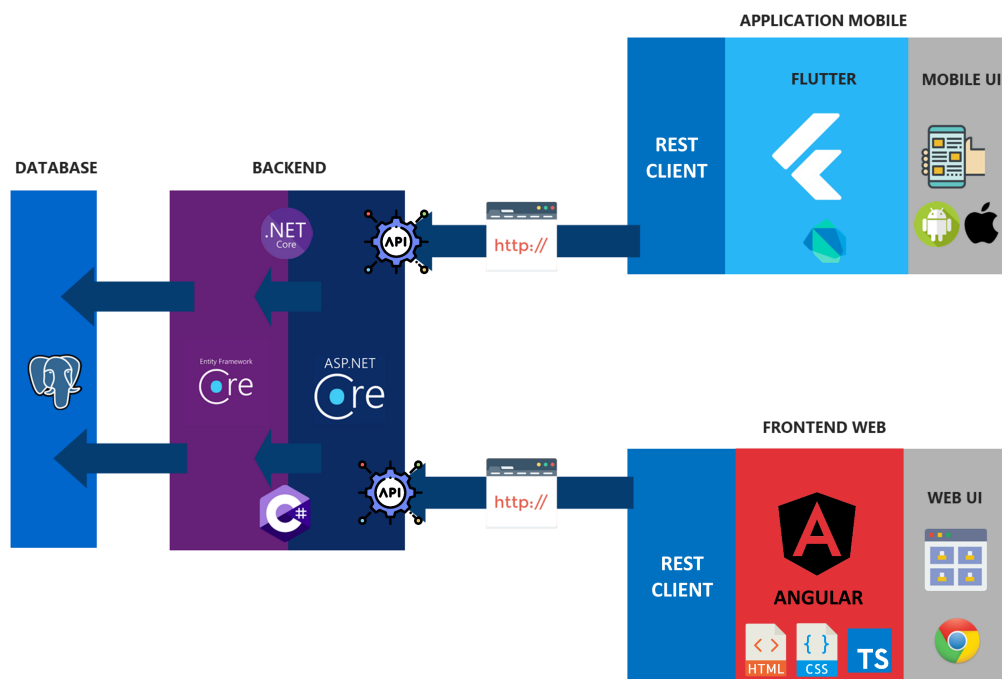 APPLICATION MOBILE
FLUTTER
MOBILE UI
REST
CLIENT
DATABASE
BACKEND
.NET
Core
API
http://
Entity Framework
Core
ASP.NET
Core
FRONTEND WEB
API
http://
C#
WEB UI
REST
CLIENT
A
ANGULAR
< >
HTML
{ }
CSS
TS